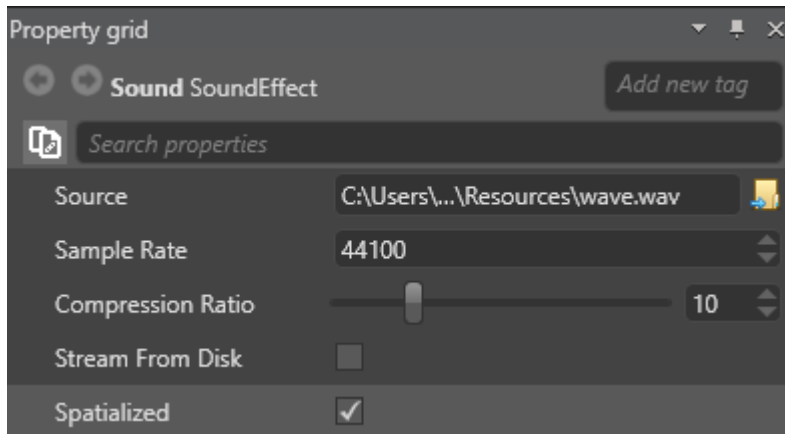 Property grid
Sound SoundEffect
Add new tag
Search properties
Source C:\Users\...\Resources\wave.wav
Sample Rate 44100
Compression Ratio 10
Stream From Disk
Spatialized